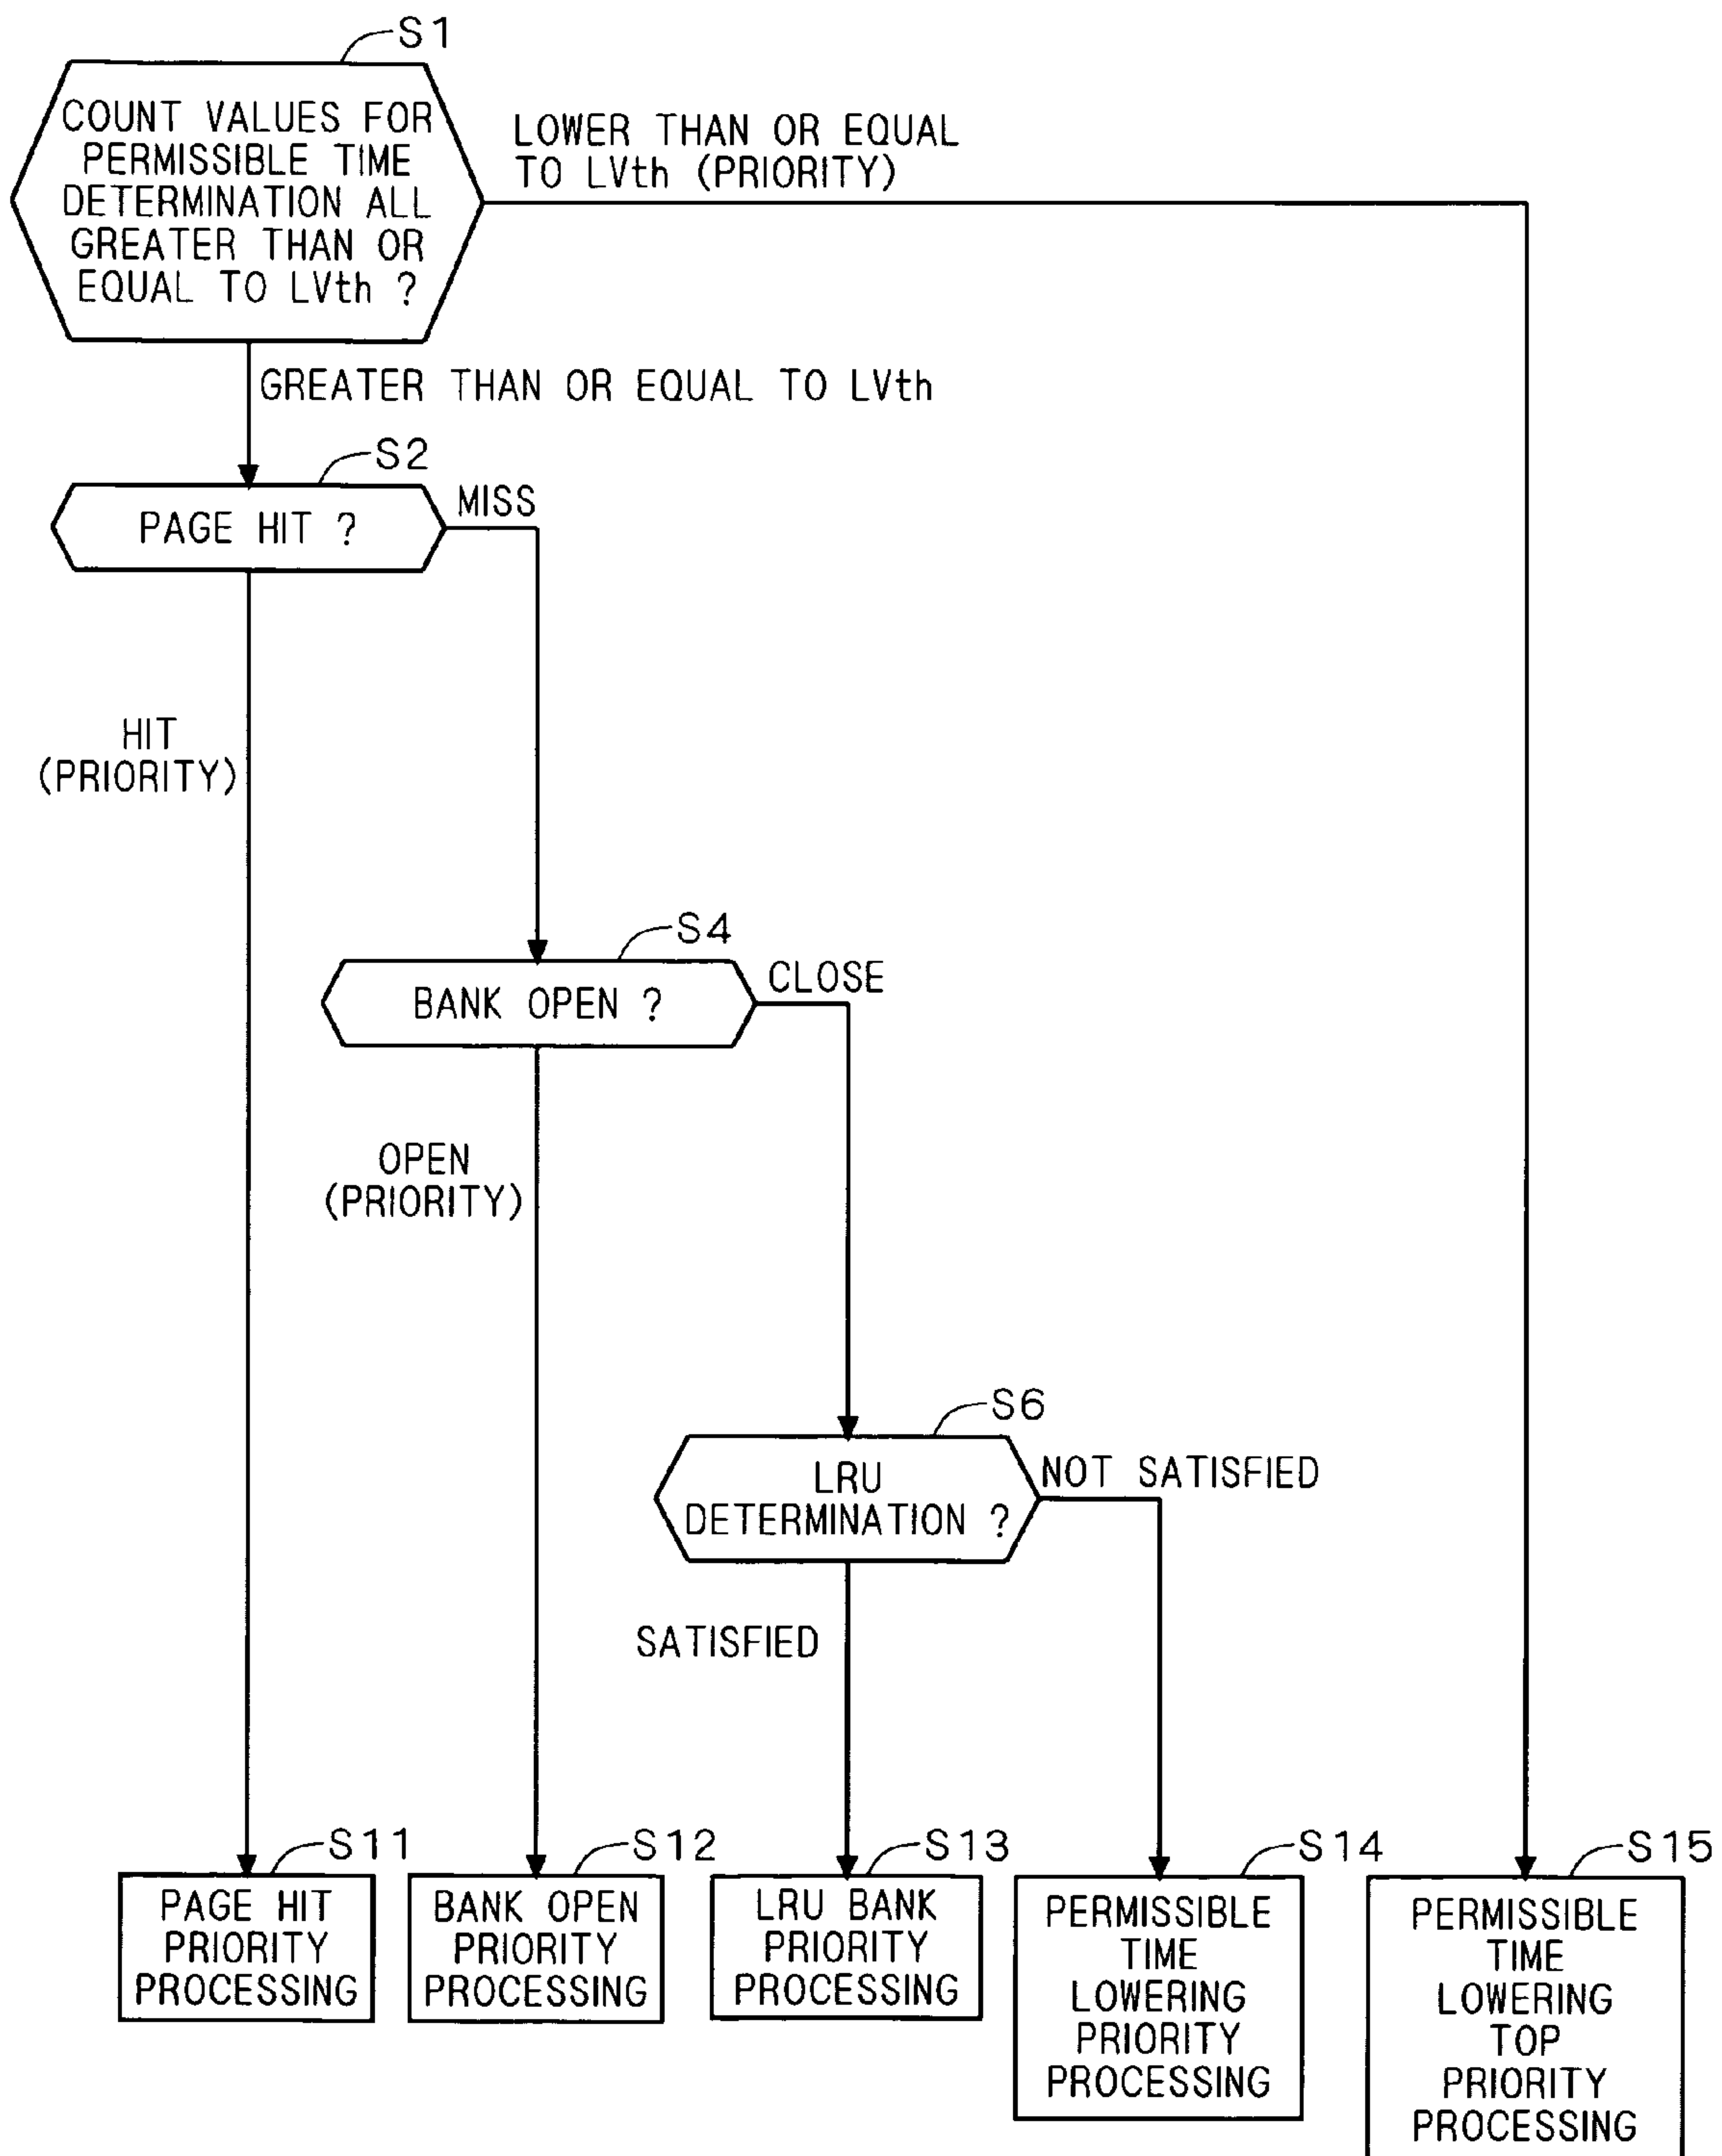 S1
COUNT VALUES FOR
PERMISSIBLE TIME
DETERMINATION ALL
GREATER THAN OR
EQUAL TO LVth ?
LOWER THAN OR EQUAL
TO LVth (PRIORITY)
GREATER THAN OR EQUAL TO LVth
S2
PAGE HIT ?
MISS
HIT
(PRIORITY)
S4
BANK OPEN ?
CLOSE
OPEN
(PRIORITY)
S6
LRU
DETERMINATION ?
NOT SATISFIED
SATISFIED
S11
PAGE HIT
PRIORITY
PROCESSING
S12
BANK OPEN
PRIORITY
PROCESSING
S13
LRU BANK
PRIORITY
PROCESSING
S14
PERMISSIBLE
TIME
LOWERING
PRIORITY
PROCESSING
S15
PERMISSIBLE
TIME
LOWERING
TOP
PRIORITY
PROCESSING